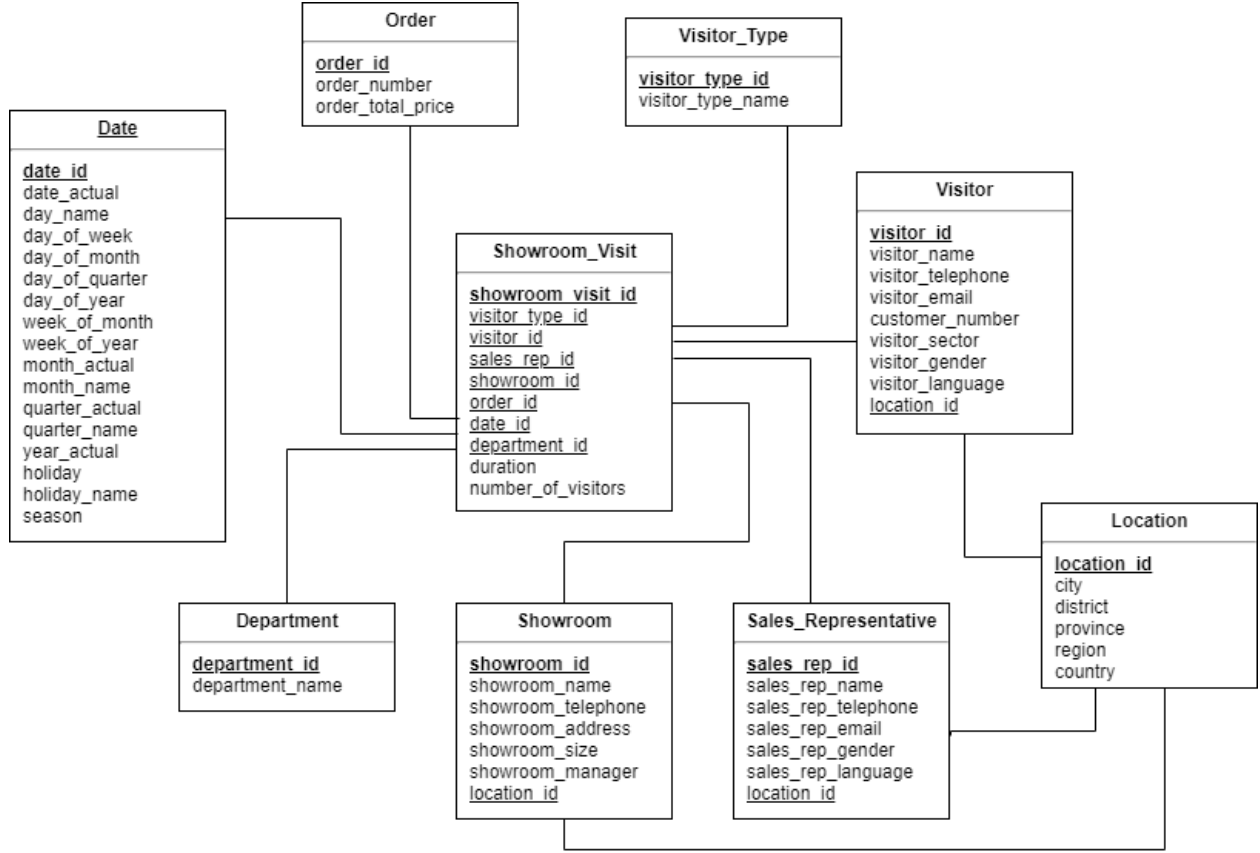 Order
order_id
order_number
order_total_price
Visitor_Type
visitor_type_id
visitor_type_name
Date
date_id
date_actual
day_name
day_of_week
day_of_month
day_of_quarter
day_of_year
week_of_month
week_of_year
month_actual
month_name
quarter_actual
quarter_name
year_actual
holiday
holiday_name
season
Visitor
visitor_id
visitor_name
visitor_telephone
visitor_email
customer_number
visitor_sector
visitor_gender
visitor_language
location_id
Showroom_Visit
showroom_visit_id
visitor_type_id
visitor_id
sales_rep_id
showroom_id
order_id
date_id
department_id
duration
number_of_visitors
Location
location_id
city
district
province
region
country
Department
department_id
department_name
Showroom
showroom_id
showroom_name
showroom_telephone
showroom_address
showroom_size
showroom_manager
location_id
Sales_Representative
sales_rep_id
sales_rep_name
sales_rep_telephone
sales_rep_email
sales_rep_gender
sales_rep_language
location_id